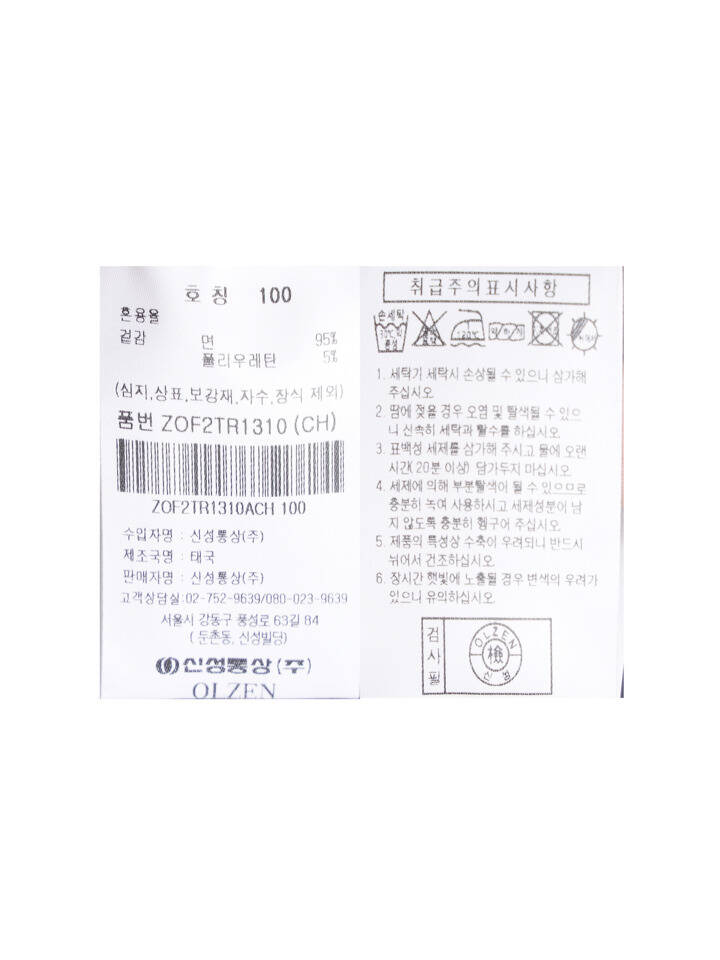 호칭 100
혼용율
겉감 면 95%
폴리우레탄 5%
(심지,상표,보강재,자수,장식 제외)
품번 ZOF2TR1310 (CH)
ZOF2TR1310ACH 100
수입자명 : 신성통상(주)
제조국명 : 태국
판매자명 : 신성통상(주)
고객상담실:02-752-9639/080-023-9639
서울시 강동구 풍성로 63길 84
( 둔촌동, 신성빌딩)
신성통상(주)
OLZEN
취급주의표시사항
손세탁
30℃
중성
120℃
1. 세탁기 세탁시 손상될 수 있으니 삼가해
주십시오.
2. 땀에 젖을 경우 오염 및 탈색될 수 있으
니 신속히 세탁과 탈수를 하십시오.
3. 표백성 세제를 삼가해 주시고 물에 오랜
시간(20분 이상) 담가두지 마십시오.
4. 세제에 의해 부분탈색이 될 수 있으므로
충분히 녹여 사용하시고 세제성분이 남
지 않도록 충분히 헹구어 주십시오.
5. 제품의 특성상 수축이 우려되니 반드시
뉘어서 건조하십시오.
6. 장시간 햇빛에 노출될 경우 변색의 우려가
있으니 유의하십시오.
검사필
OLZEN
檢
신성